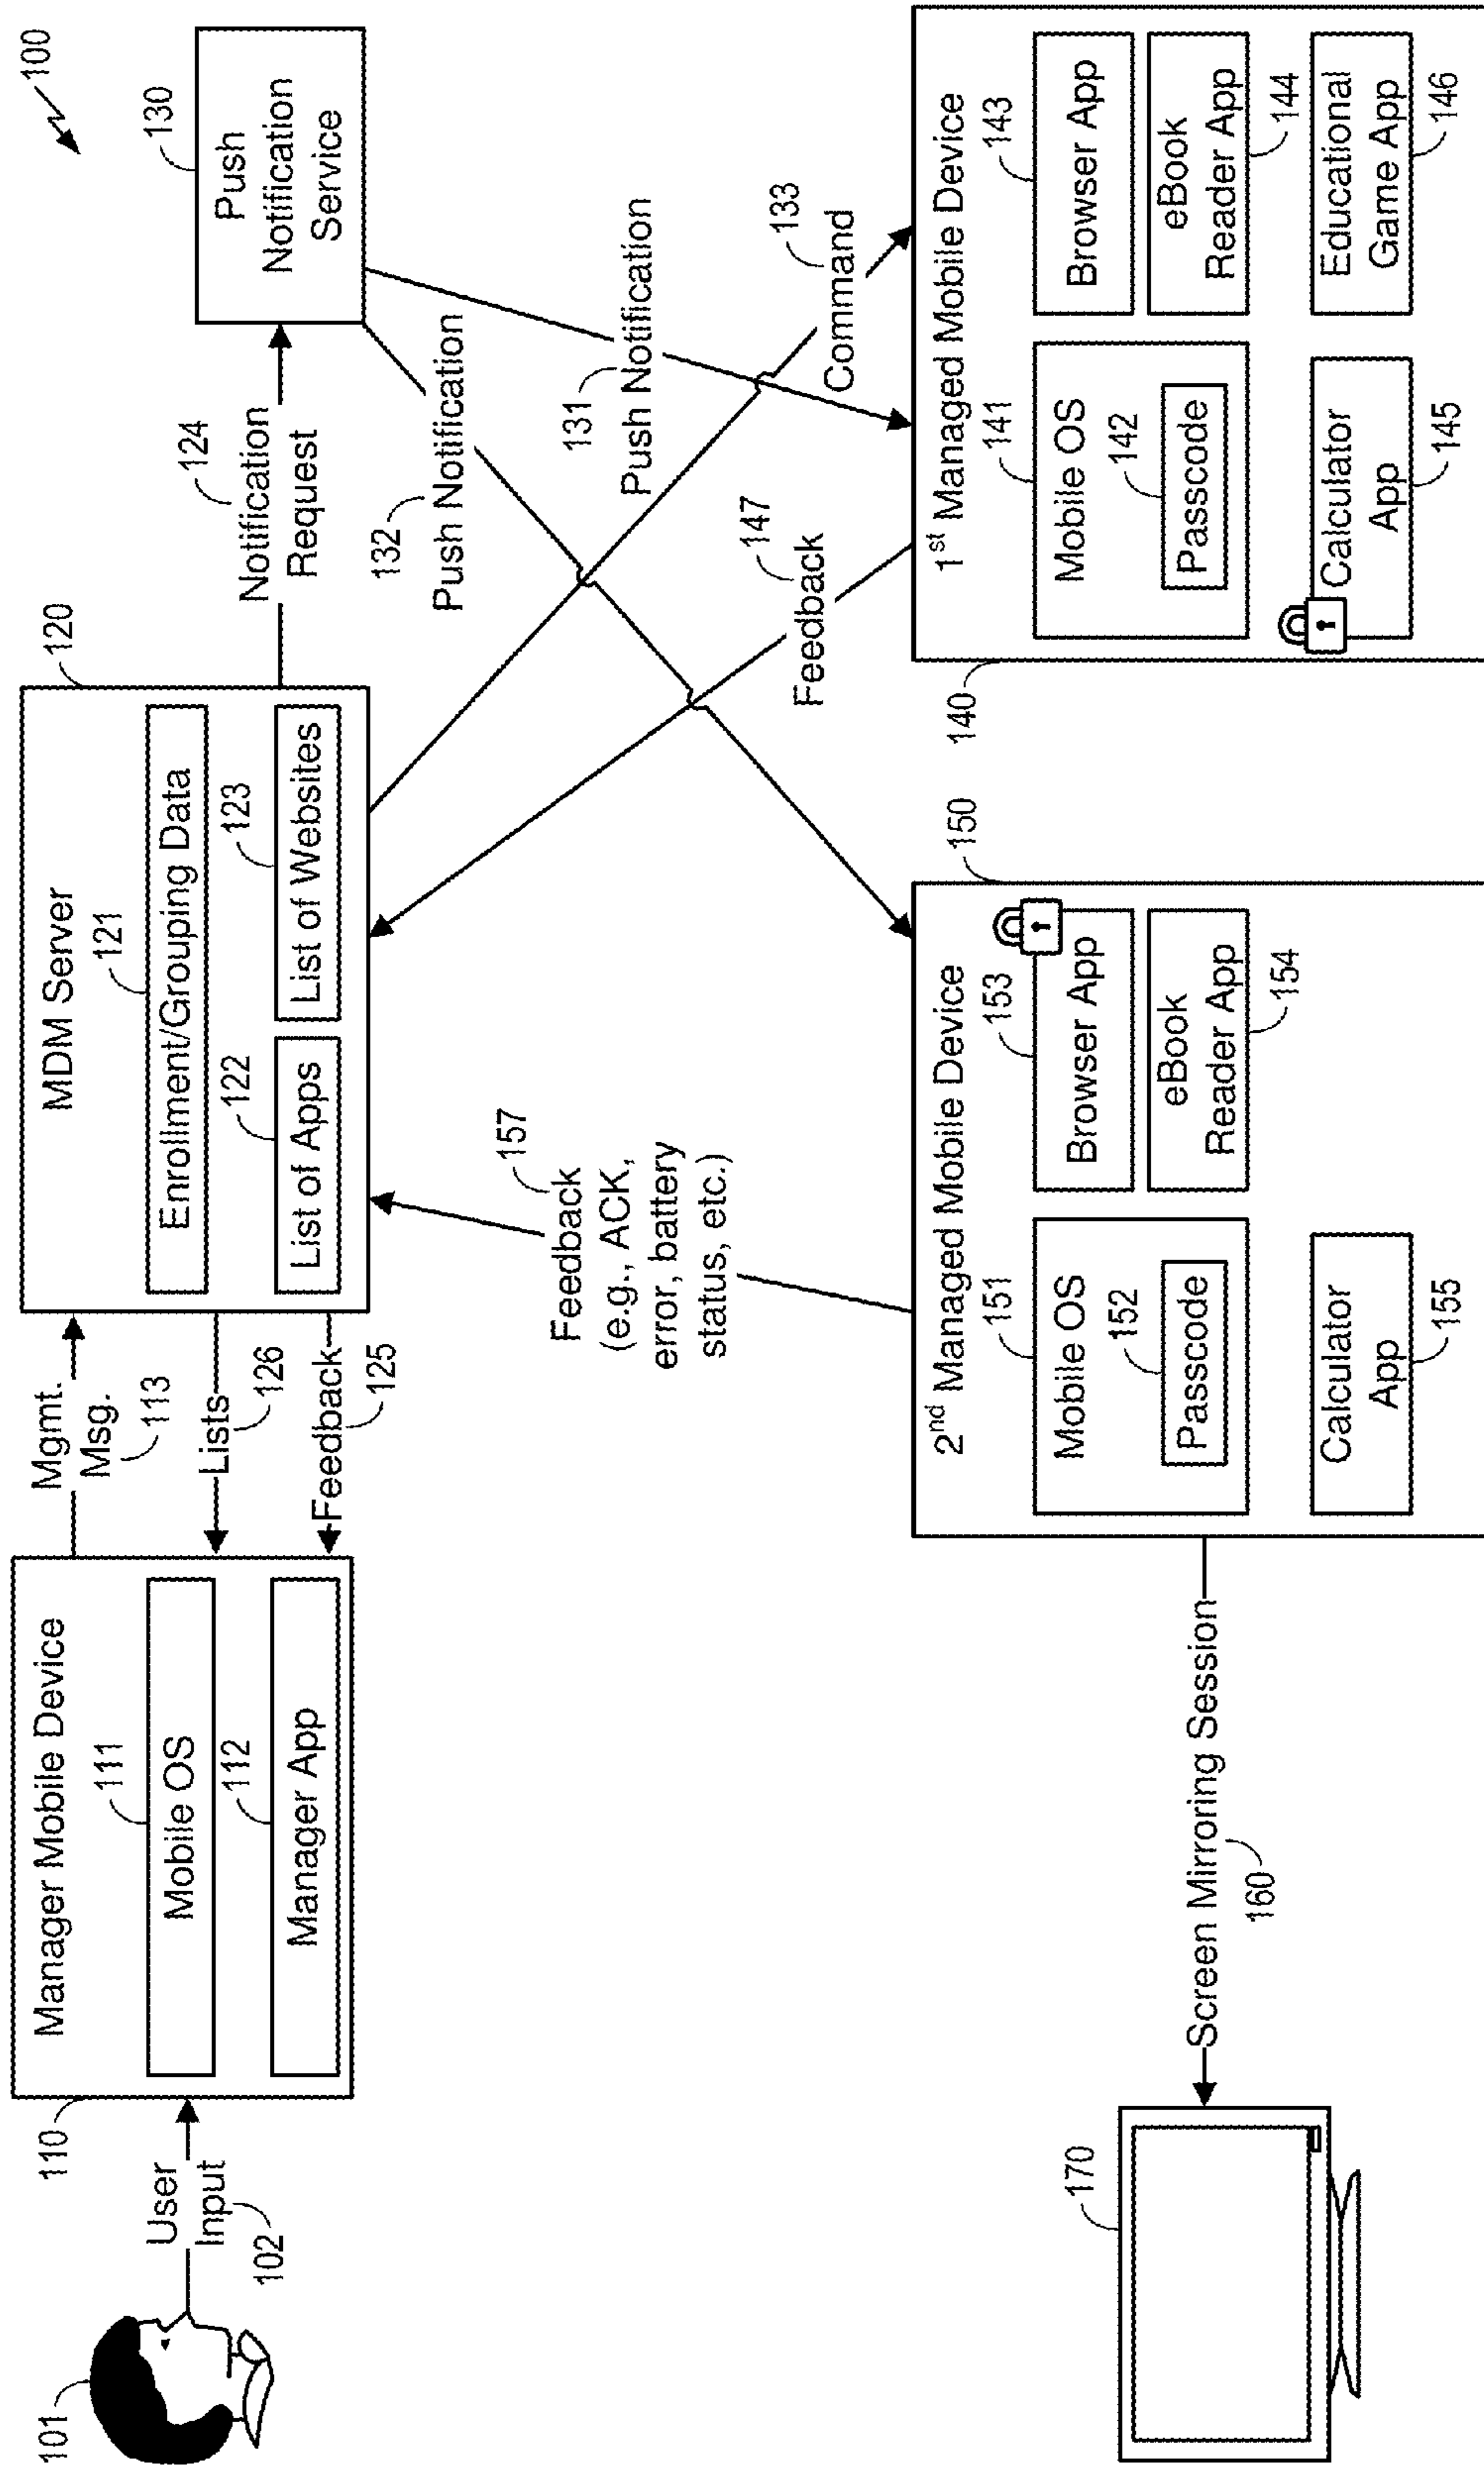 100
101
User
Input
102
110
Manager Mobile Device
111
Mobile OS
112
Manager App
Mgmt.
Msg.
113
Lists
126
Feedback
125
120
MDM Server
121
Enrollment/Grouping Data
122
List of Apps
123
List of Websites
124
Notification
Request
130
Push
Notification
Service
132
Push Notification
131
Push Notification
133
Command
147
Feedback
157
Feedback
(e.g., ACK,
error, battery
status, etc.)
170
Screen Mirroring Session
160
150
2nd Managed Mobile Device
151
Mobile OS
152
Passcode
153
Browser App
eBook
Reader App
154
Calculator
App
155
140
1st Managed Mobile Device
141
Mobile OS
142
Passcode
143
Browser App
eBook
Reader App
144
Calculator
App
145
Educational
Game App
146